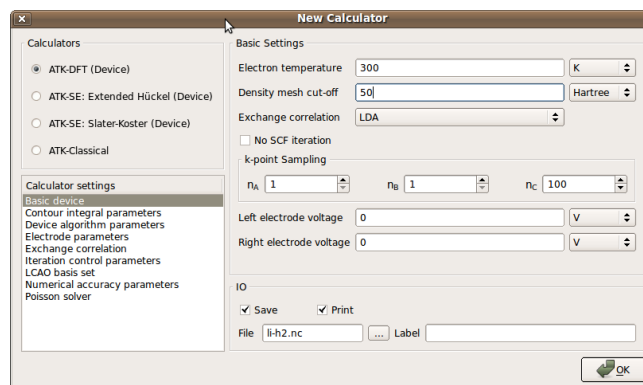 New Calculator
Calculators
ATK-DFT (Device)
ATK-SE: Extended Hückel (Device)
ATK-SE: Slater-Koster (Device)
ATK-Classical
Calculator settings
Basic device
Contour integral parameters
Device algorithm parameters
Electrode parameters
Exchange correlation
Iteration control parameters
LCAO basis set
Numerical accuracy parameters
Poisson solver
Basic Settings
Electron temperature 300 K
Density mesh cut-off 50 Hartree
Exchange correlation LDA
No SCF iteration
k-point Sampling
nA 1 nB 1 nC 100
Left electrode voltage 0 V
Right electrode voltage 0 V
IO
Save Print
File li-h2.nc ... Label
OK